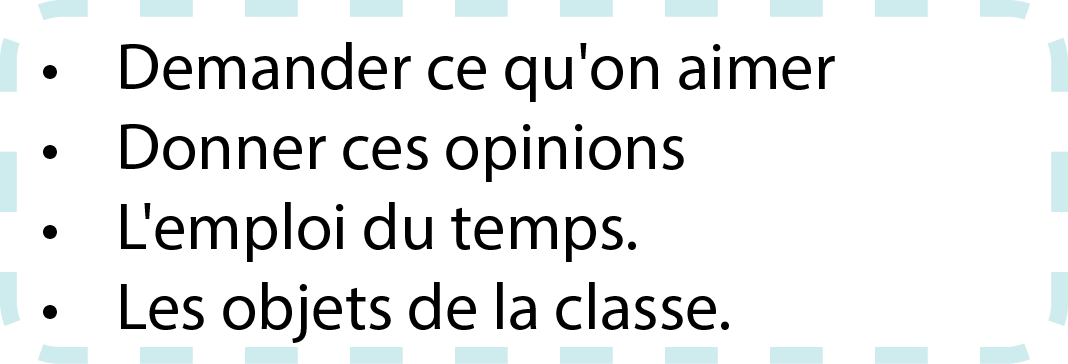 • Demander ce qu'on aimer
• Donner ces opinions
• L'emploi du temps.
• Les objets de la classe.